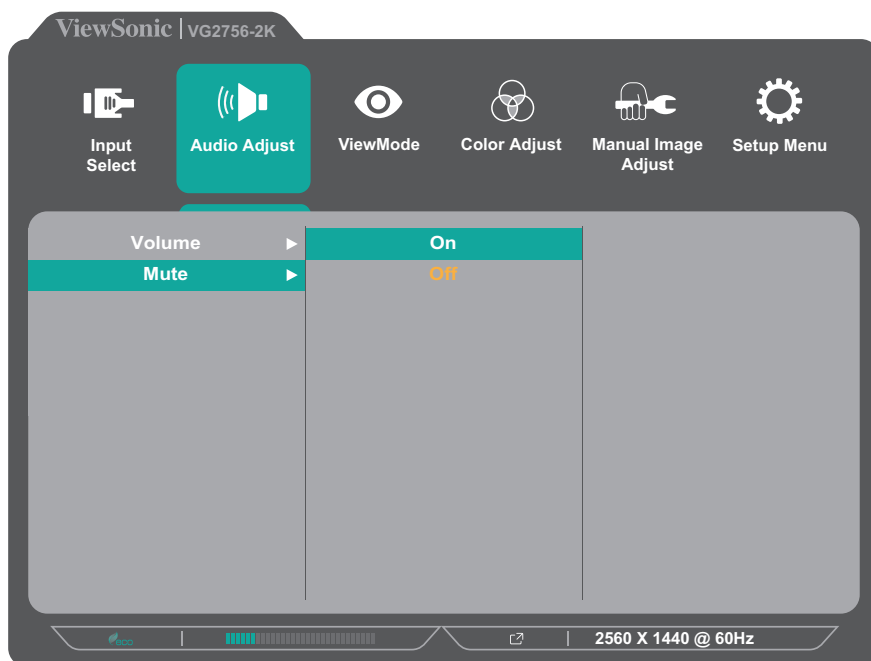 ViewSonic | VG2756-2K
Input Select
Audio Adjust
ViewMode
Color Adjust
Manual Image Adjust
Setup Menu
Volume
On
Mute
Off
eco
2560 X 1440 @ 60Hz